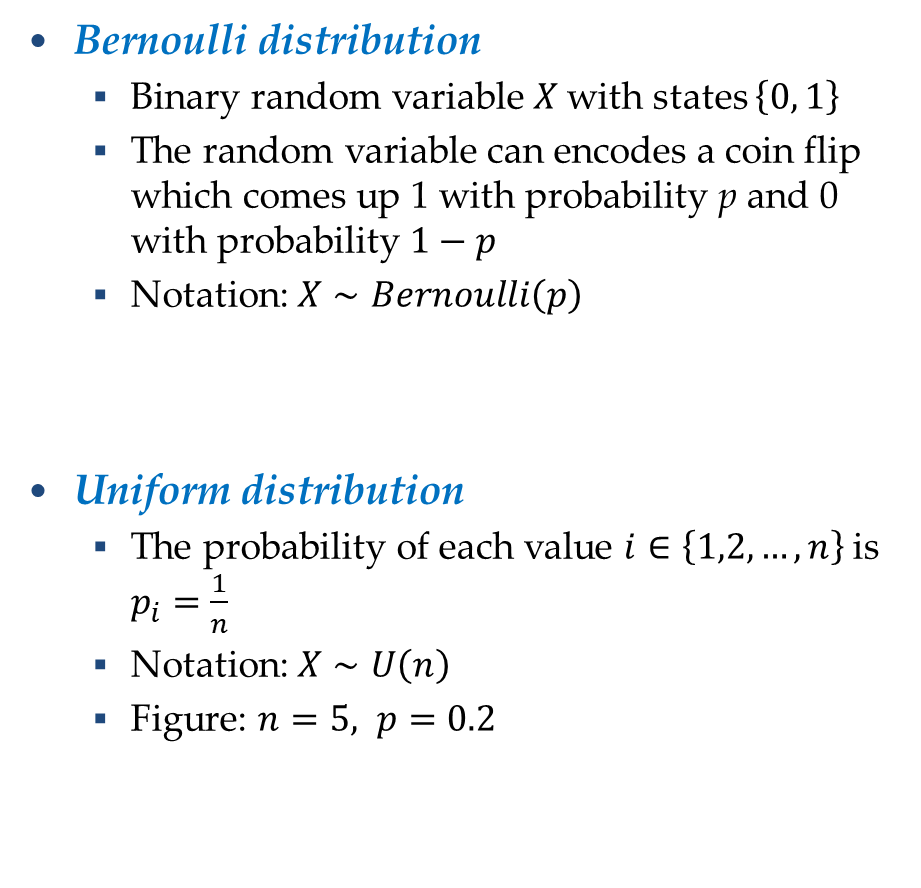 • Bernoulli distribution
▪ Binary random variable X with states {0, 1}
▪ The random variable can encodes a coin flip
which comes up 1 with probability p and 0
with probability 1 − p
▪ Notation: X ~ Bernoulli(p)
• Uniform distribution
▪ The probability of each value i ∈ {1,2, … , n} is
pᵢ = 1/n
▪ Notation: X ~ U(n)
▪ Figure: n = 5, p = 0.2